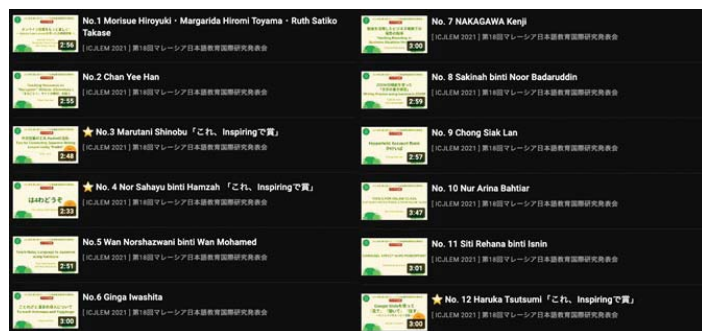 No.1 Morisue Hiroyuki・Margarida Hiromi Toyama・Ruth Satiko
Takase
[ ICJLEM 2021 ] 第18回マレーシア日本語教育国際研究発表会
2:56
No.2 Chan Yee Han
[ ICJLEM 2021 ] 第18回マレーシア日本語教育国際研究発表会
2:55
⭐ No.3 Marutani Shinobu「これ、Inspiringで賞」
[ ICJLEM 2021 ] 第18回マレーシア日本語教育国際研究発表会
2:48
⭐ No. 4 Nor Sahayu binti Hamzah 「これ、Inspiringで賞」
[ ICJLEM 2021 ] 第18回マレーシア日本語教育国際研究発表会
はイわどうぞ
2:33
No.5 Wan Norshazwani binti Wan Mohamed
[ ICJLEM 2021 ] 第18回マレーシア日本語教育国際研究発表会
2:51
No.6 Ginga Iwashita
[ ICJLEM 2021 ] 第18回マレーシア日本語教育国際研究発表会
3:00
No. 7 NAKAGAWA Kenji
[ ICJLEM 2021 ] 第18回マレーシア日本語教育国際研究発表会
3:00
No. 8 Sakinah binti Noor Badaruddin
[ ICJLEM 2021 ] 第18回マレーシア日本語教育国際研究発表会
2:59
No. 9 Chong Siak Lan
[ ICJLEM 2021 ] 第18回マレーシア日本語教育国際研究発表会
2:57
No. 10 Nur Arina Bahtiar
[ ICJLEM 2021 ] 第18回マレーシア日本語教育国際研究発表会
3:47
No. 11 Siti Rehana binti Isnin
[ ICJLEM 2021 ] 第18回マレーシア日本語教育国際研究発表会
3:01
⭐ No. 12 Haruka Tsutsumi「これ、Inspiringで賞」
[ ICJLEM 2021 ] 第18回マレーシア日本語教育国際研究発表会
3:00